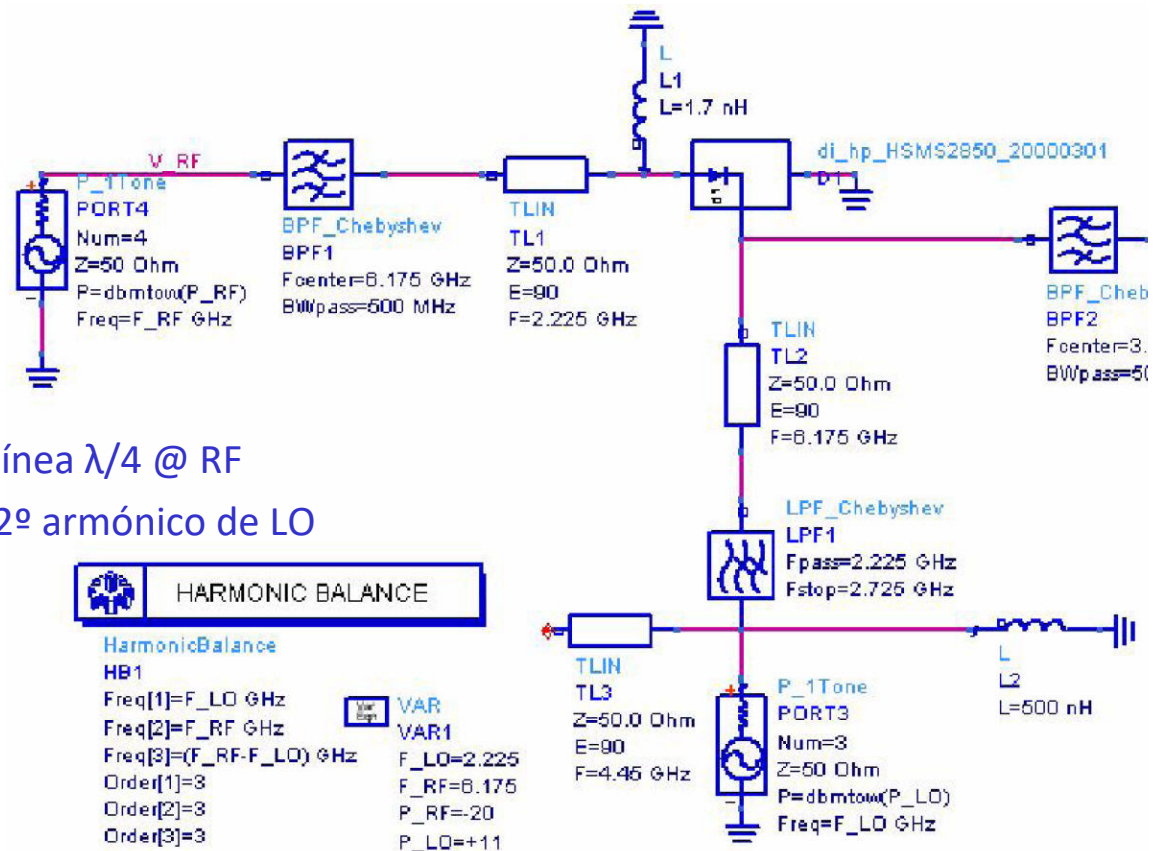 L
L1
L=1.7 nH
di_hp_HSMS2850_20000301
D1
V_RF
P_1Tone
PORT4
Num=4
Z=50 Ohm
P=dbmtow(P_RF)
Freq=F_RF GHz
BPF_Chebyshev
BPF1
Fcenter=6.175 GHz
BWpass=500 MHz
TLIN
TL1
Z=50.0 Ohm
E=90
F=2.225 GHz
BPF_Cheb
BPF2
Fcenter=3.
BWpass=50
TLIN
TL2
Z=50.0 Ohm
E=90
F=6.175 GHz
ínea λ/4 @ RF
2º armónico de LO
LPF_Chebyshev
LPF1
Fpass=2.225 GHz
Fstop=2.725 GHz
HARMONIC BALANCE
HarmonicBalance
HB1
Freq[1]=F_LO GHz
Freq[2]=F_RF GHz
Freq[3]=(F_RF-F_LO) GHz
Order[1]=3
Order[2]=3
Order[3]=3
Var
Eqn
VAR
VAR1
F_LO=2.225
F_RF=6.175
P_RF=-20
P_LO=+11
TLIN
TL3
Z=50.0 Ohm
E=90
F=4.45 GHz
P_1Tone
PORT3
Num=3
Z=50 Ohm
P=dbmtow(P_LO)
Freq=F_LO GHz
L
L2
L=500 nH